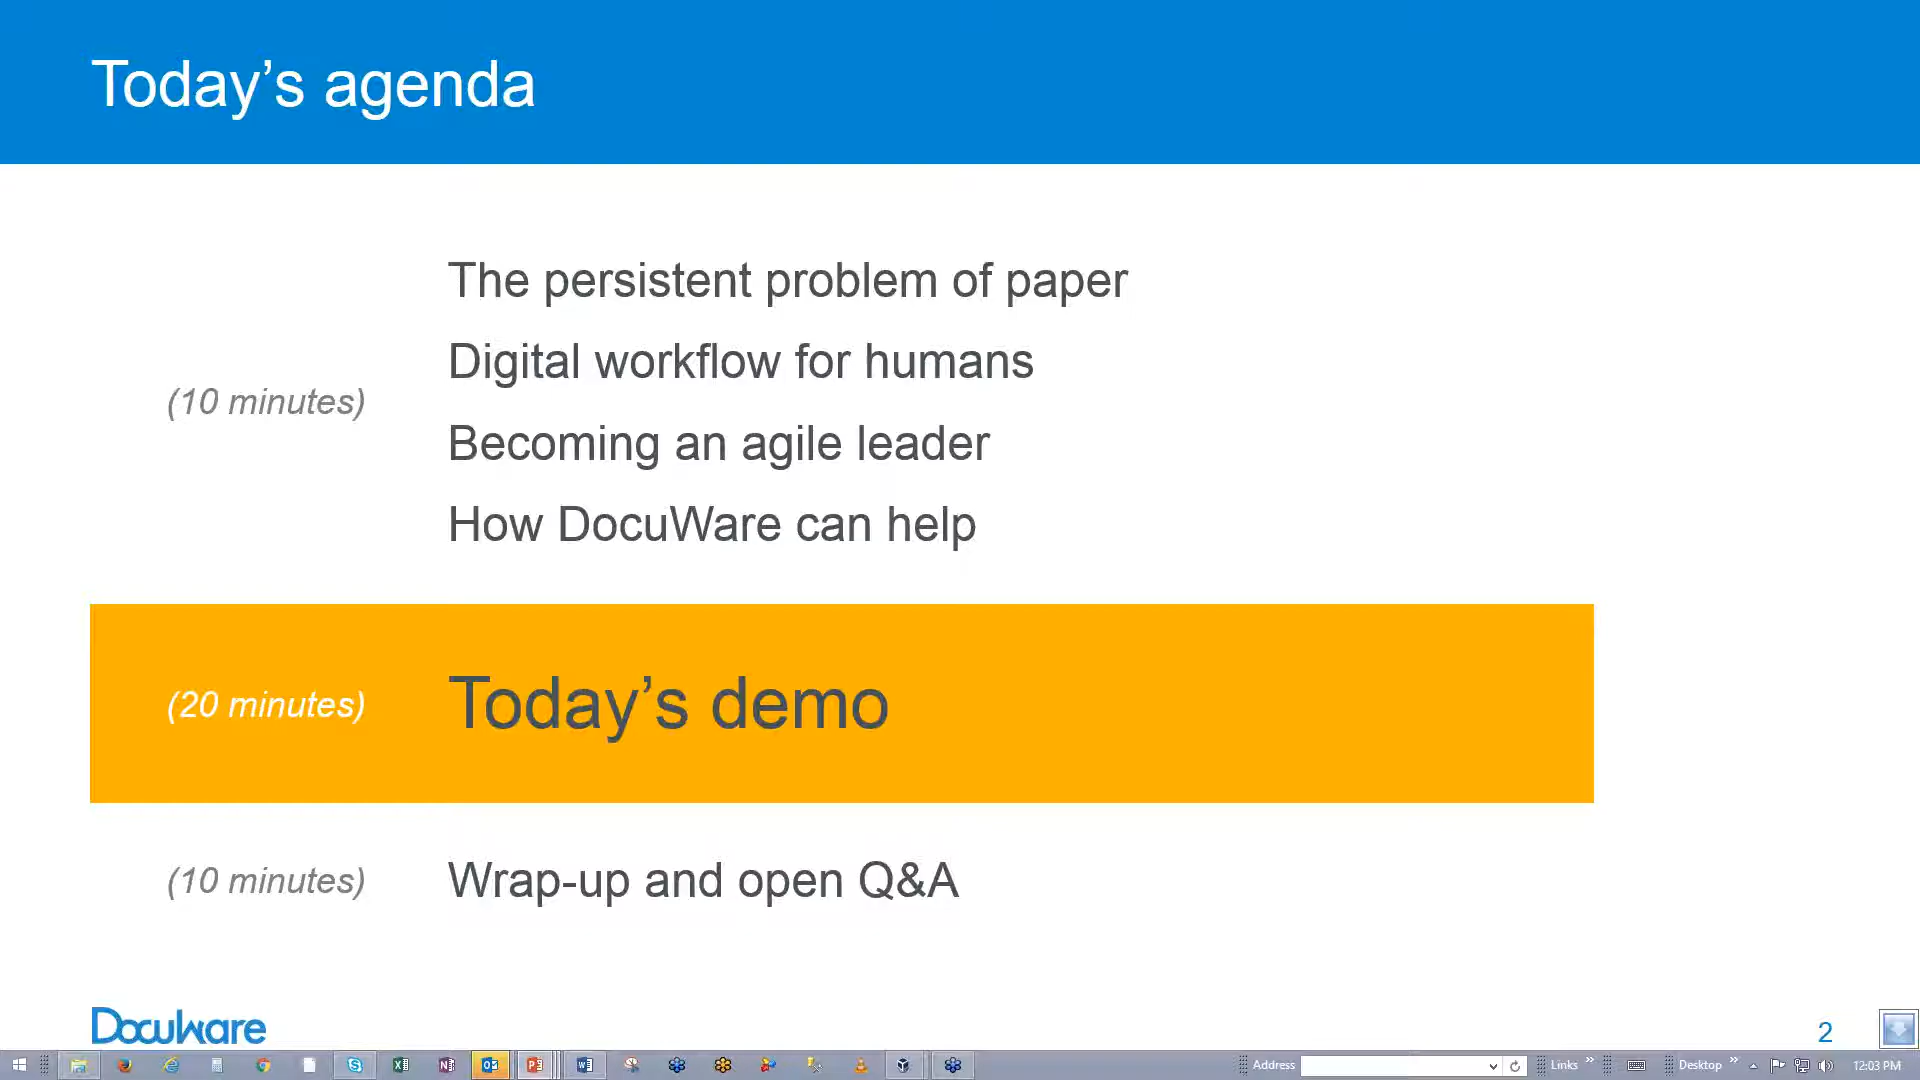 Today’s agenda
The persistent problem of paper
Digital workflow for humans
(10 minutes)
Becoming an agile leader
How DocuWare can help
(20 minutes) Today’s demo
(10 minutes) Wrap-up and open Q&A
DocuWare
2
Address
Links
Desktop
12:03 PM